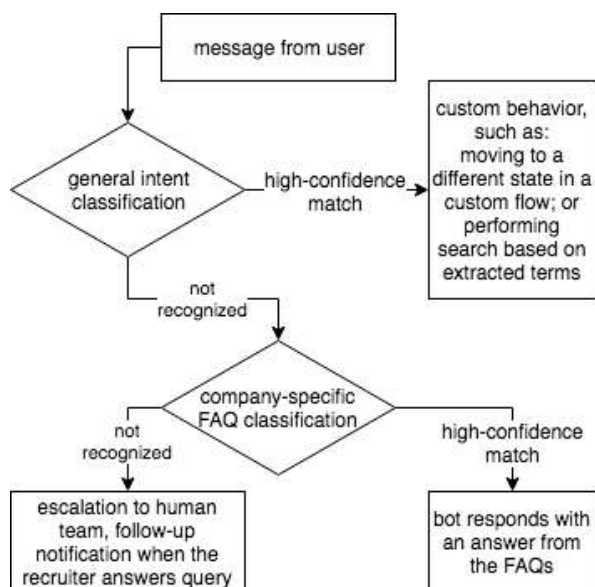 message from user
general intent
classification
high-confidence
match
custom behavior,
such as:
moving to a
different state in a
custom flow; or
performing
search based on
extracted terms
not
recognized
company-specific
FAQ classification
not
recognized
high-confidence
match
escalation to human
team, follow-up
notification when the
recruiter answers query
bot responds with
an answer from
the FAQs